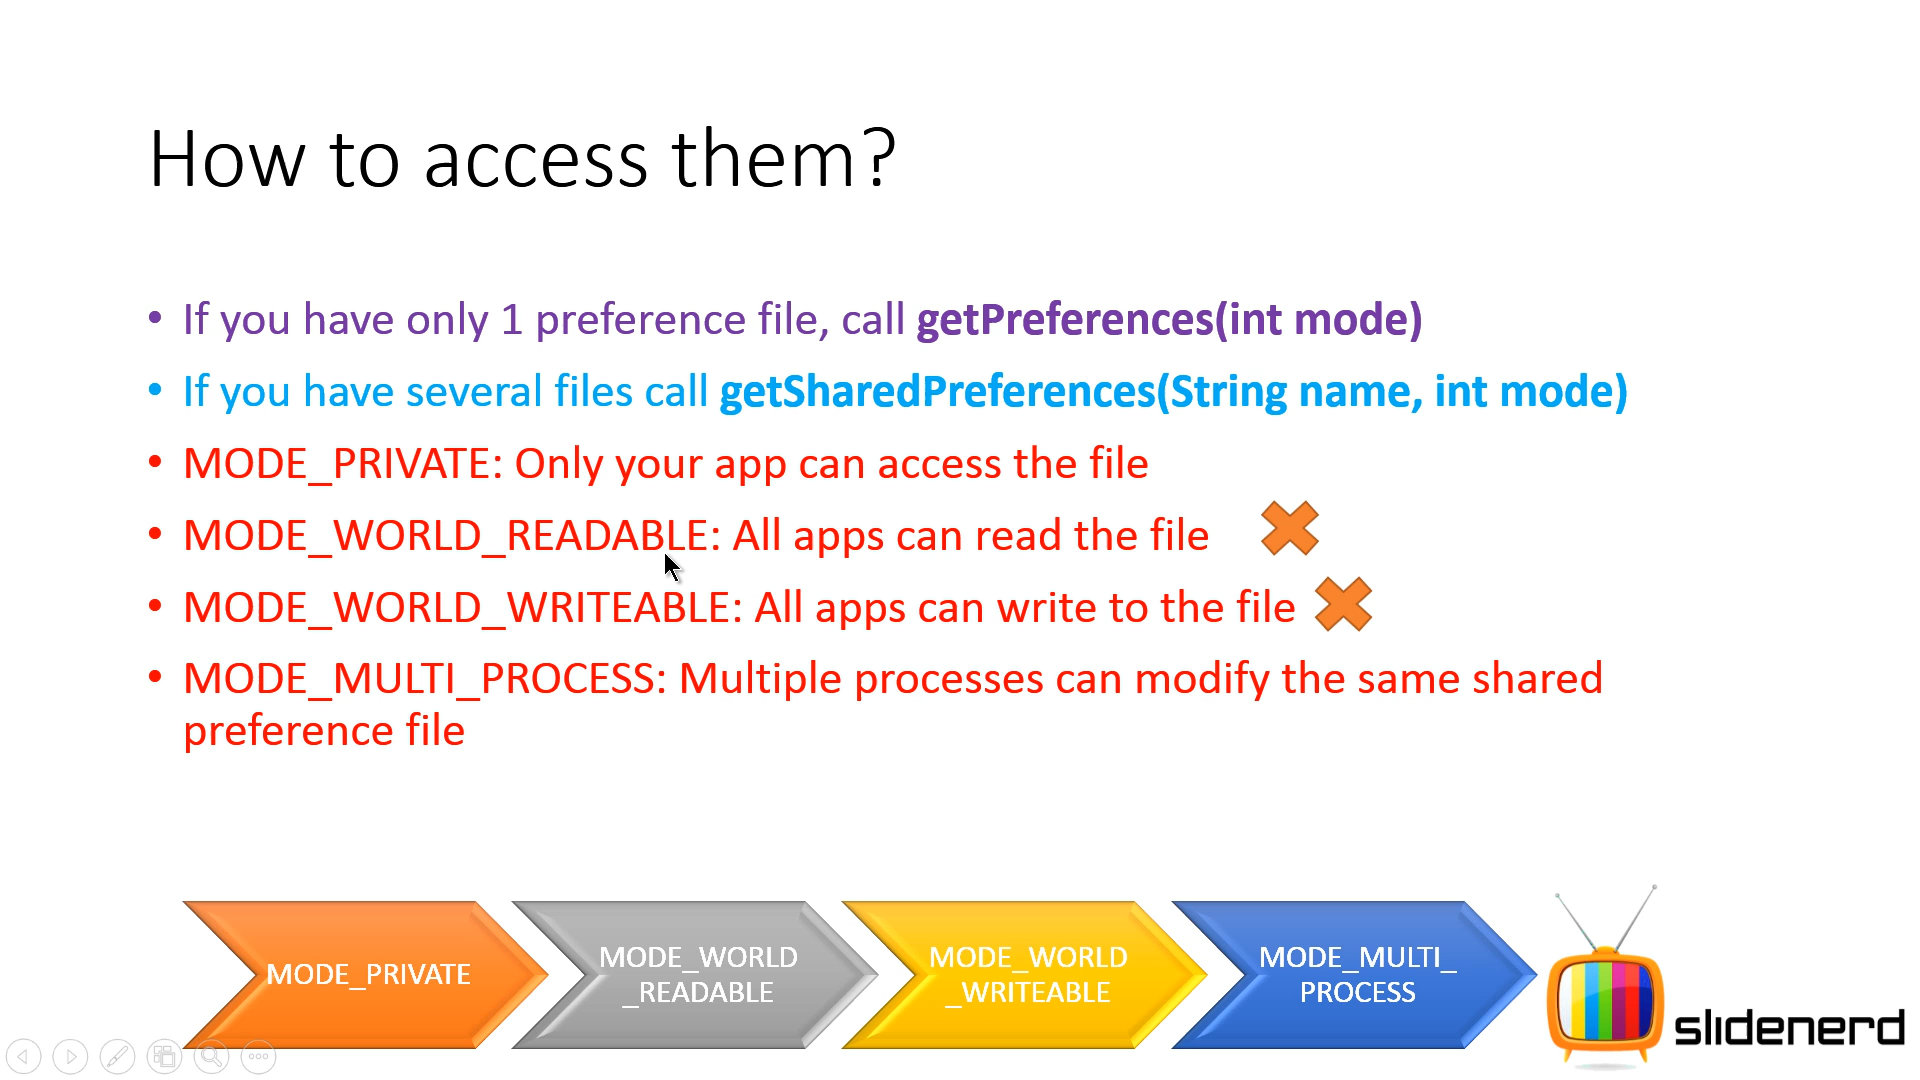 How to access them?
• If you have only 1 preference file, call getPreferences(int mode)
• If you have several files call getSharedPreferences(String name, int mode)
• MODE_PRIVATE: Only your app can access the file
• MODE_WORLD_READABLE: All apps can read the file
• MODE_WORLD_WRITEABLE: All apps can write to the file
• MODE_MULTI_PROCESS: Multiple processes can modify the same shared
preference file
MODE_PRIVATE
MODE_WORLD
_READABLE
MODE_WORLD
_WRITEABLE
MODE_MULTI_
PROCESS
slidenerd